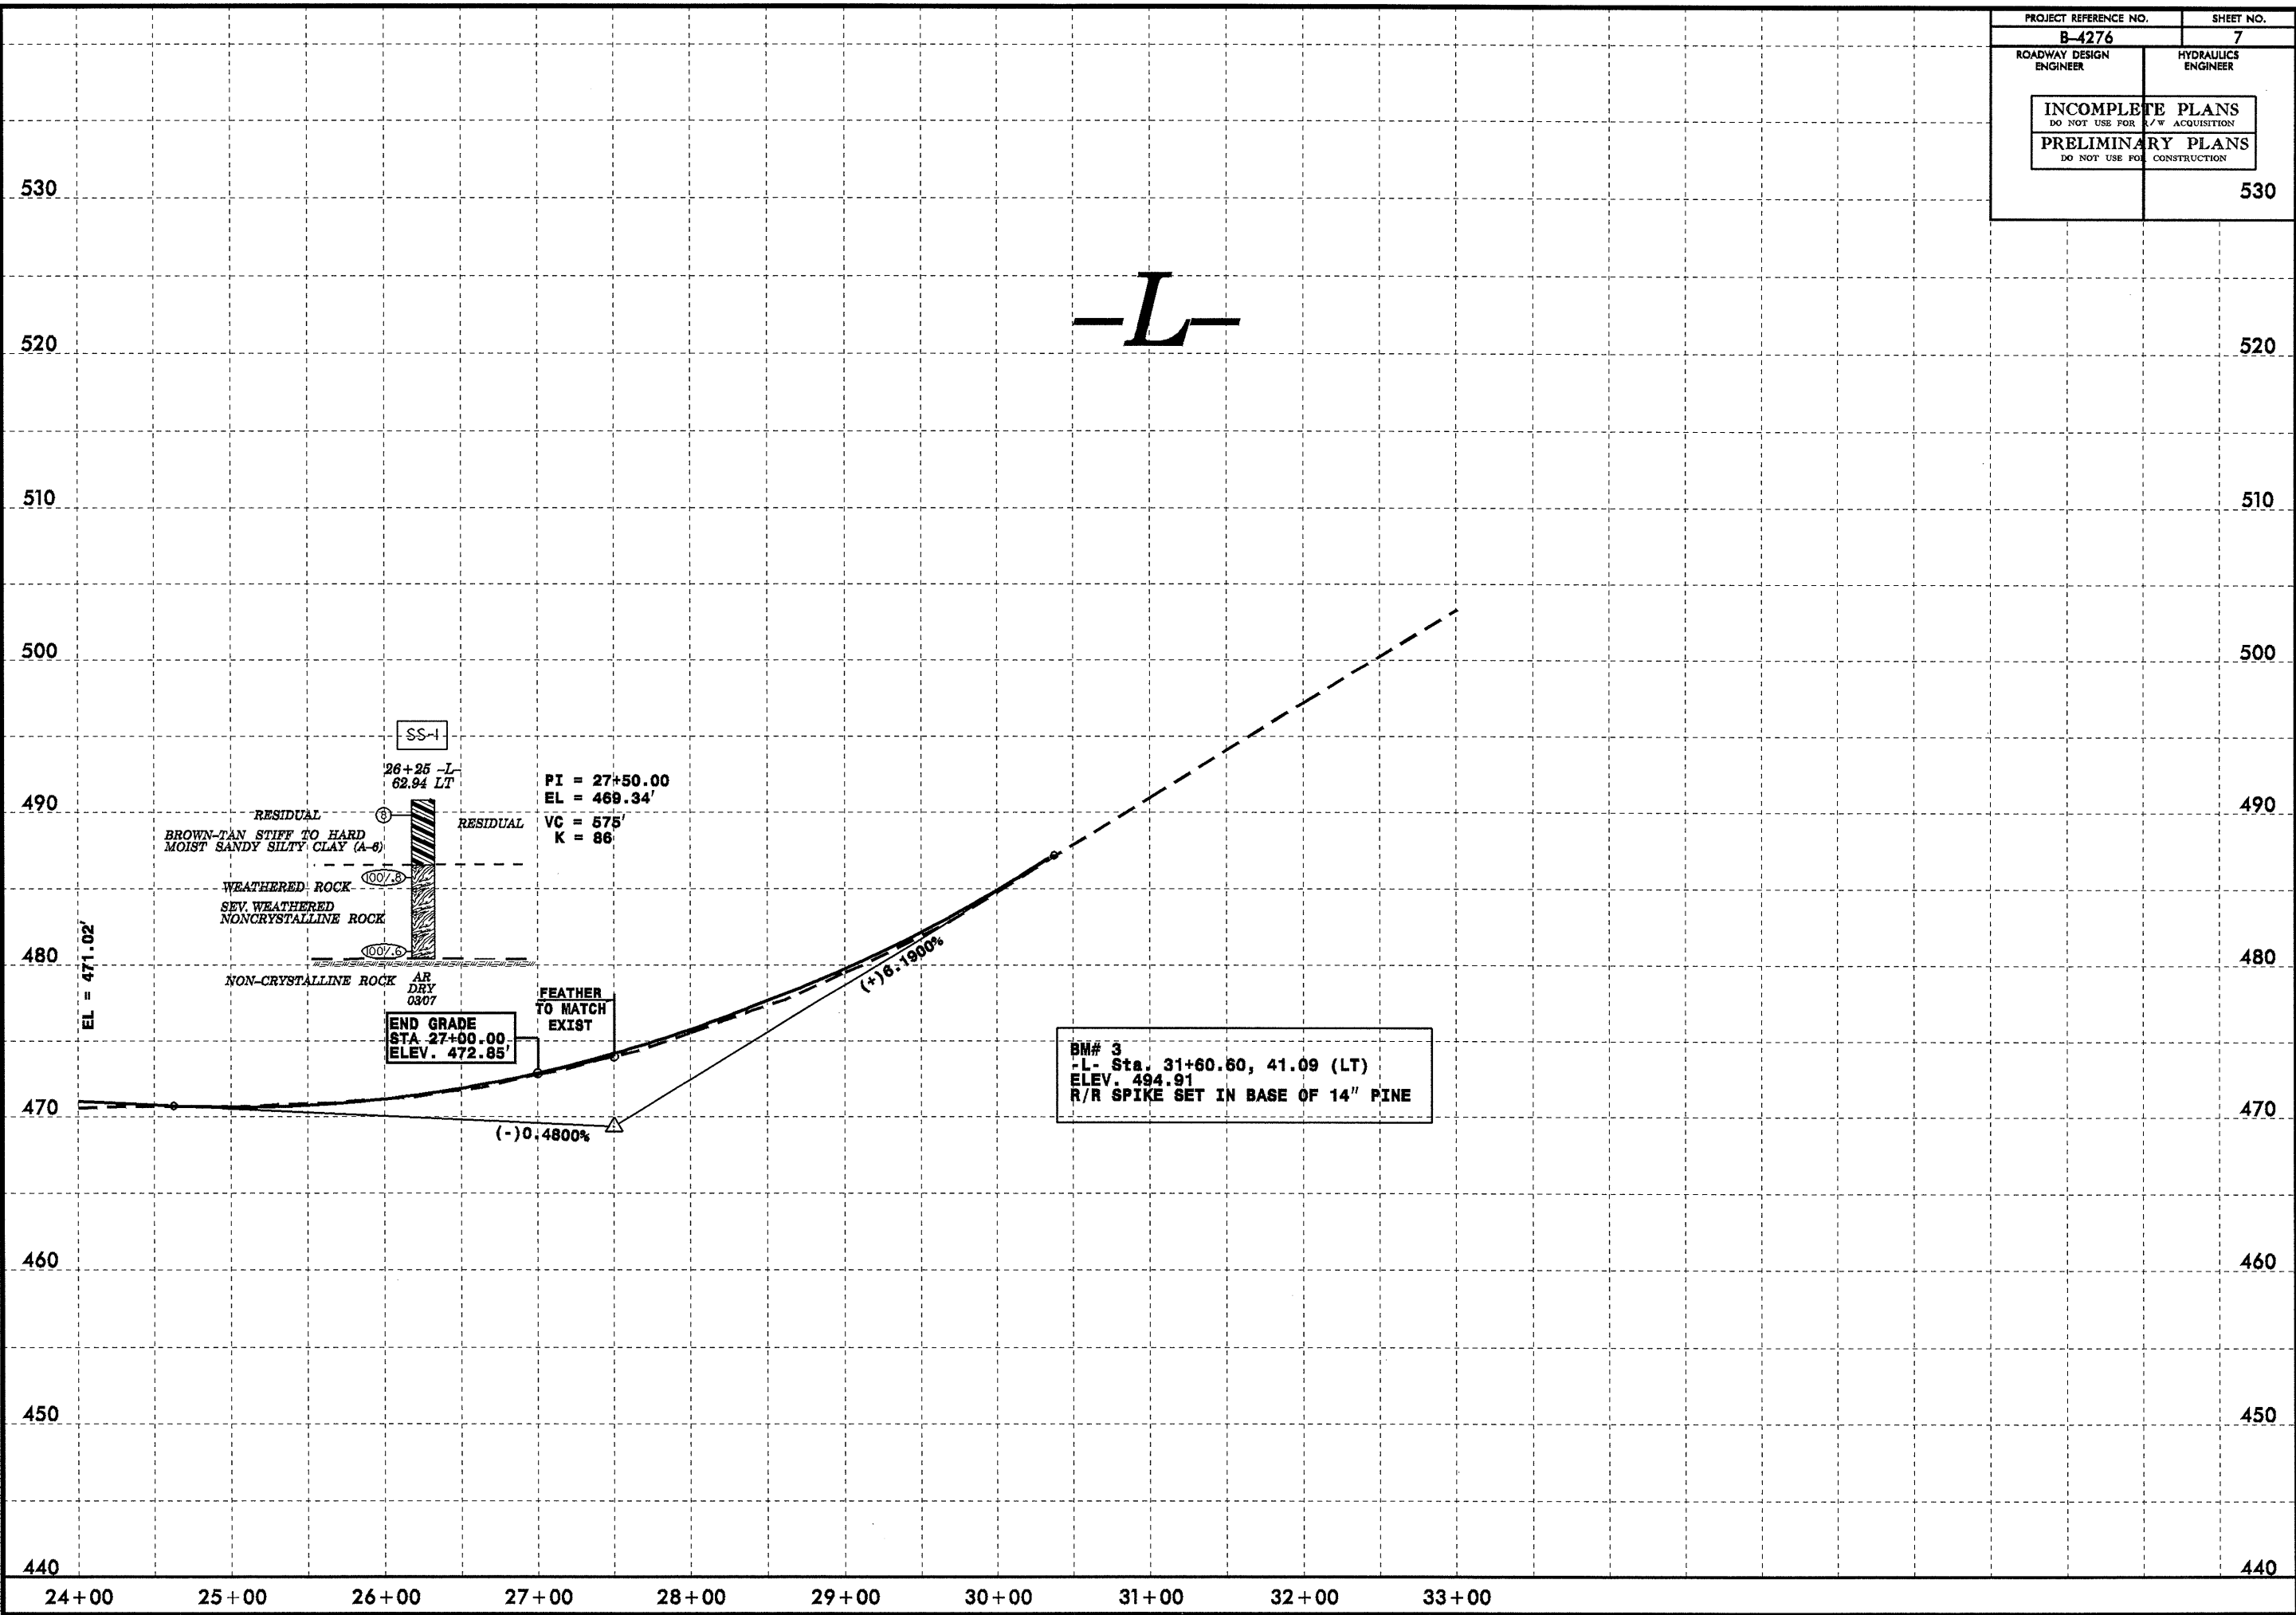 PROJECT REFERENCE NO. SHEET NO.
B-4276 7
ROADWAY DESIGN ENGINEER
HYDRAULICS ENGINEER
INCOMPLETE PLANS
DO NOT USE FOR R/W ACQUISITION
PRELIMINARY PLANS
DO NOT USE FOR CONSTRUCTION
530 530
-L-
520 520
510 510
500 500
SS-1
26+25 -L-
62.94 LT
PI = 27+50.00
EL = 469.34'
VC = 575'
K = 86
490 490
RESIDUAL
8
RESIDUAL
BROWN-TAN STIFF TO HARD
MOIST SANDY SILTY CLAY (A-6)
100/.8
WEATHERED ROCK
SEV. WEATHERED
NONCRYSTALLINE ROCK
100/.6
480 480
NON-CRYSTALLINE ROCK
AR
DRY
03/07
EL = 471.02'
(+)6.1900%
FEATHER
TO MATCH
EXIST
END GRADE
STA 27+00.00
ELEV. 472.85'
BM# 3
-L- Sta. 31+60.60, 41.09 (LT)
ELEV. 494.91
R/R SPIKE SET IN BASE OF 14" PINE
470 470
(-)0.4800%
460 460
450 450
440 440
24+00 25+00 26+00 27+00 28+00 29+00 30+00 31+00 32+00 33+00